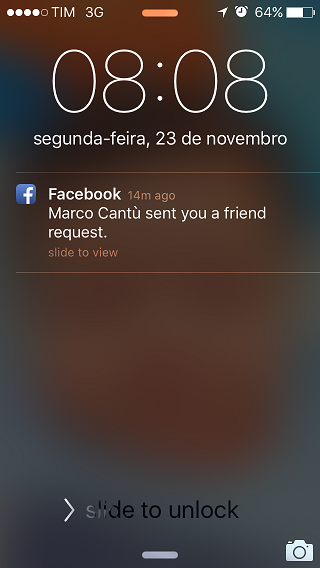 TIM 3G 64%
08:08
segunda-feira, 23 de novembro
Facebook 14m ago
Marco Cantù sent you a friend
request.
slide to view
slide to unlock